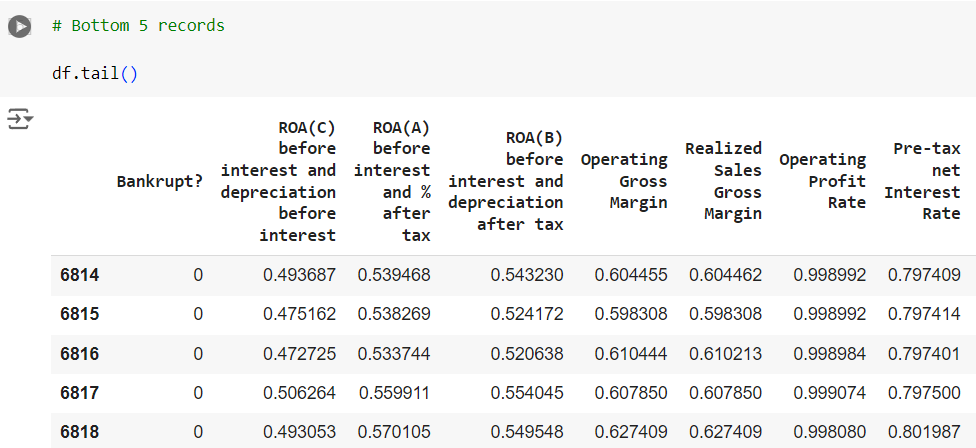 # Bottom 5 records
df.tail()
Bankrupt? ROA(C) before interest and depreciation before interest ROA(A) before interest and % after tax ROA(B) before interest and depreciation after tax Operating Gross Margin Realized Sales Gross Margin Operating Profit Rate Pre-tax net Interest Rate
6814 0 0.493687 0.539468 0.543230 0.604455 0.604462 0.998992 0.797409
6815 0 0.475162 0.538269 0.524172 0.598308 0.598308 0.998992 0.797414
6816 0 0.472725 0.533744 0.520638 0.610444 0.610213 0.998984 0.797401
6817 0 0.506264 0.559911 0.554045 0.607850 0.607850 0.999074 0.797500
6818 0 0.493053 0.570105 0.549548 0.627409 0.627409 0.998080 0.801987